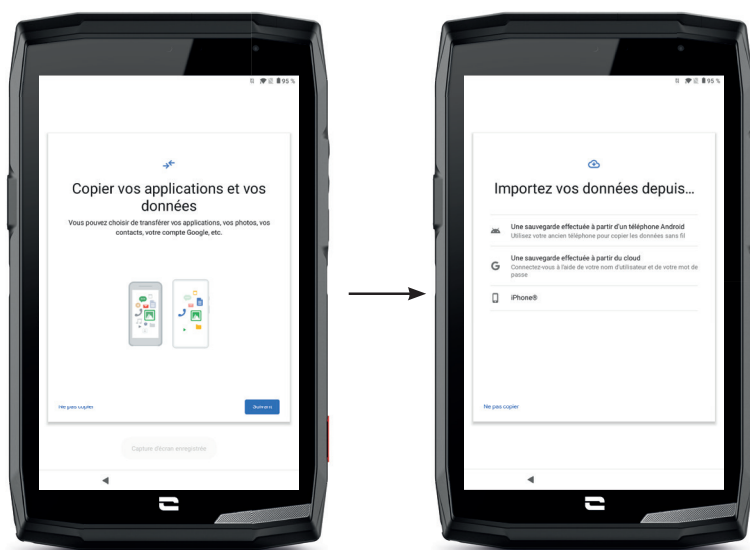 95 %
Copier vos applications et vos
données
Vous pouvez choisir de transférer vos applications, vos photos, vos
contacts, votre compte Google, etc.
Ne pas copier
Suivant
Capture d'écran enregistrée
95 %
Importez vos données depuis...
Une sauvegarde effectuée à partir d'un téléphone Android
Utilisez votre ancien téléphone pour copier les données sans fil
Une sauvegarde effectuée à partir du cloud
Connectez-vous à l'aide de votre nom d'utilisateur et de votre mot de
passe
iPhone®
Ne pas copier